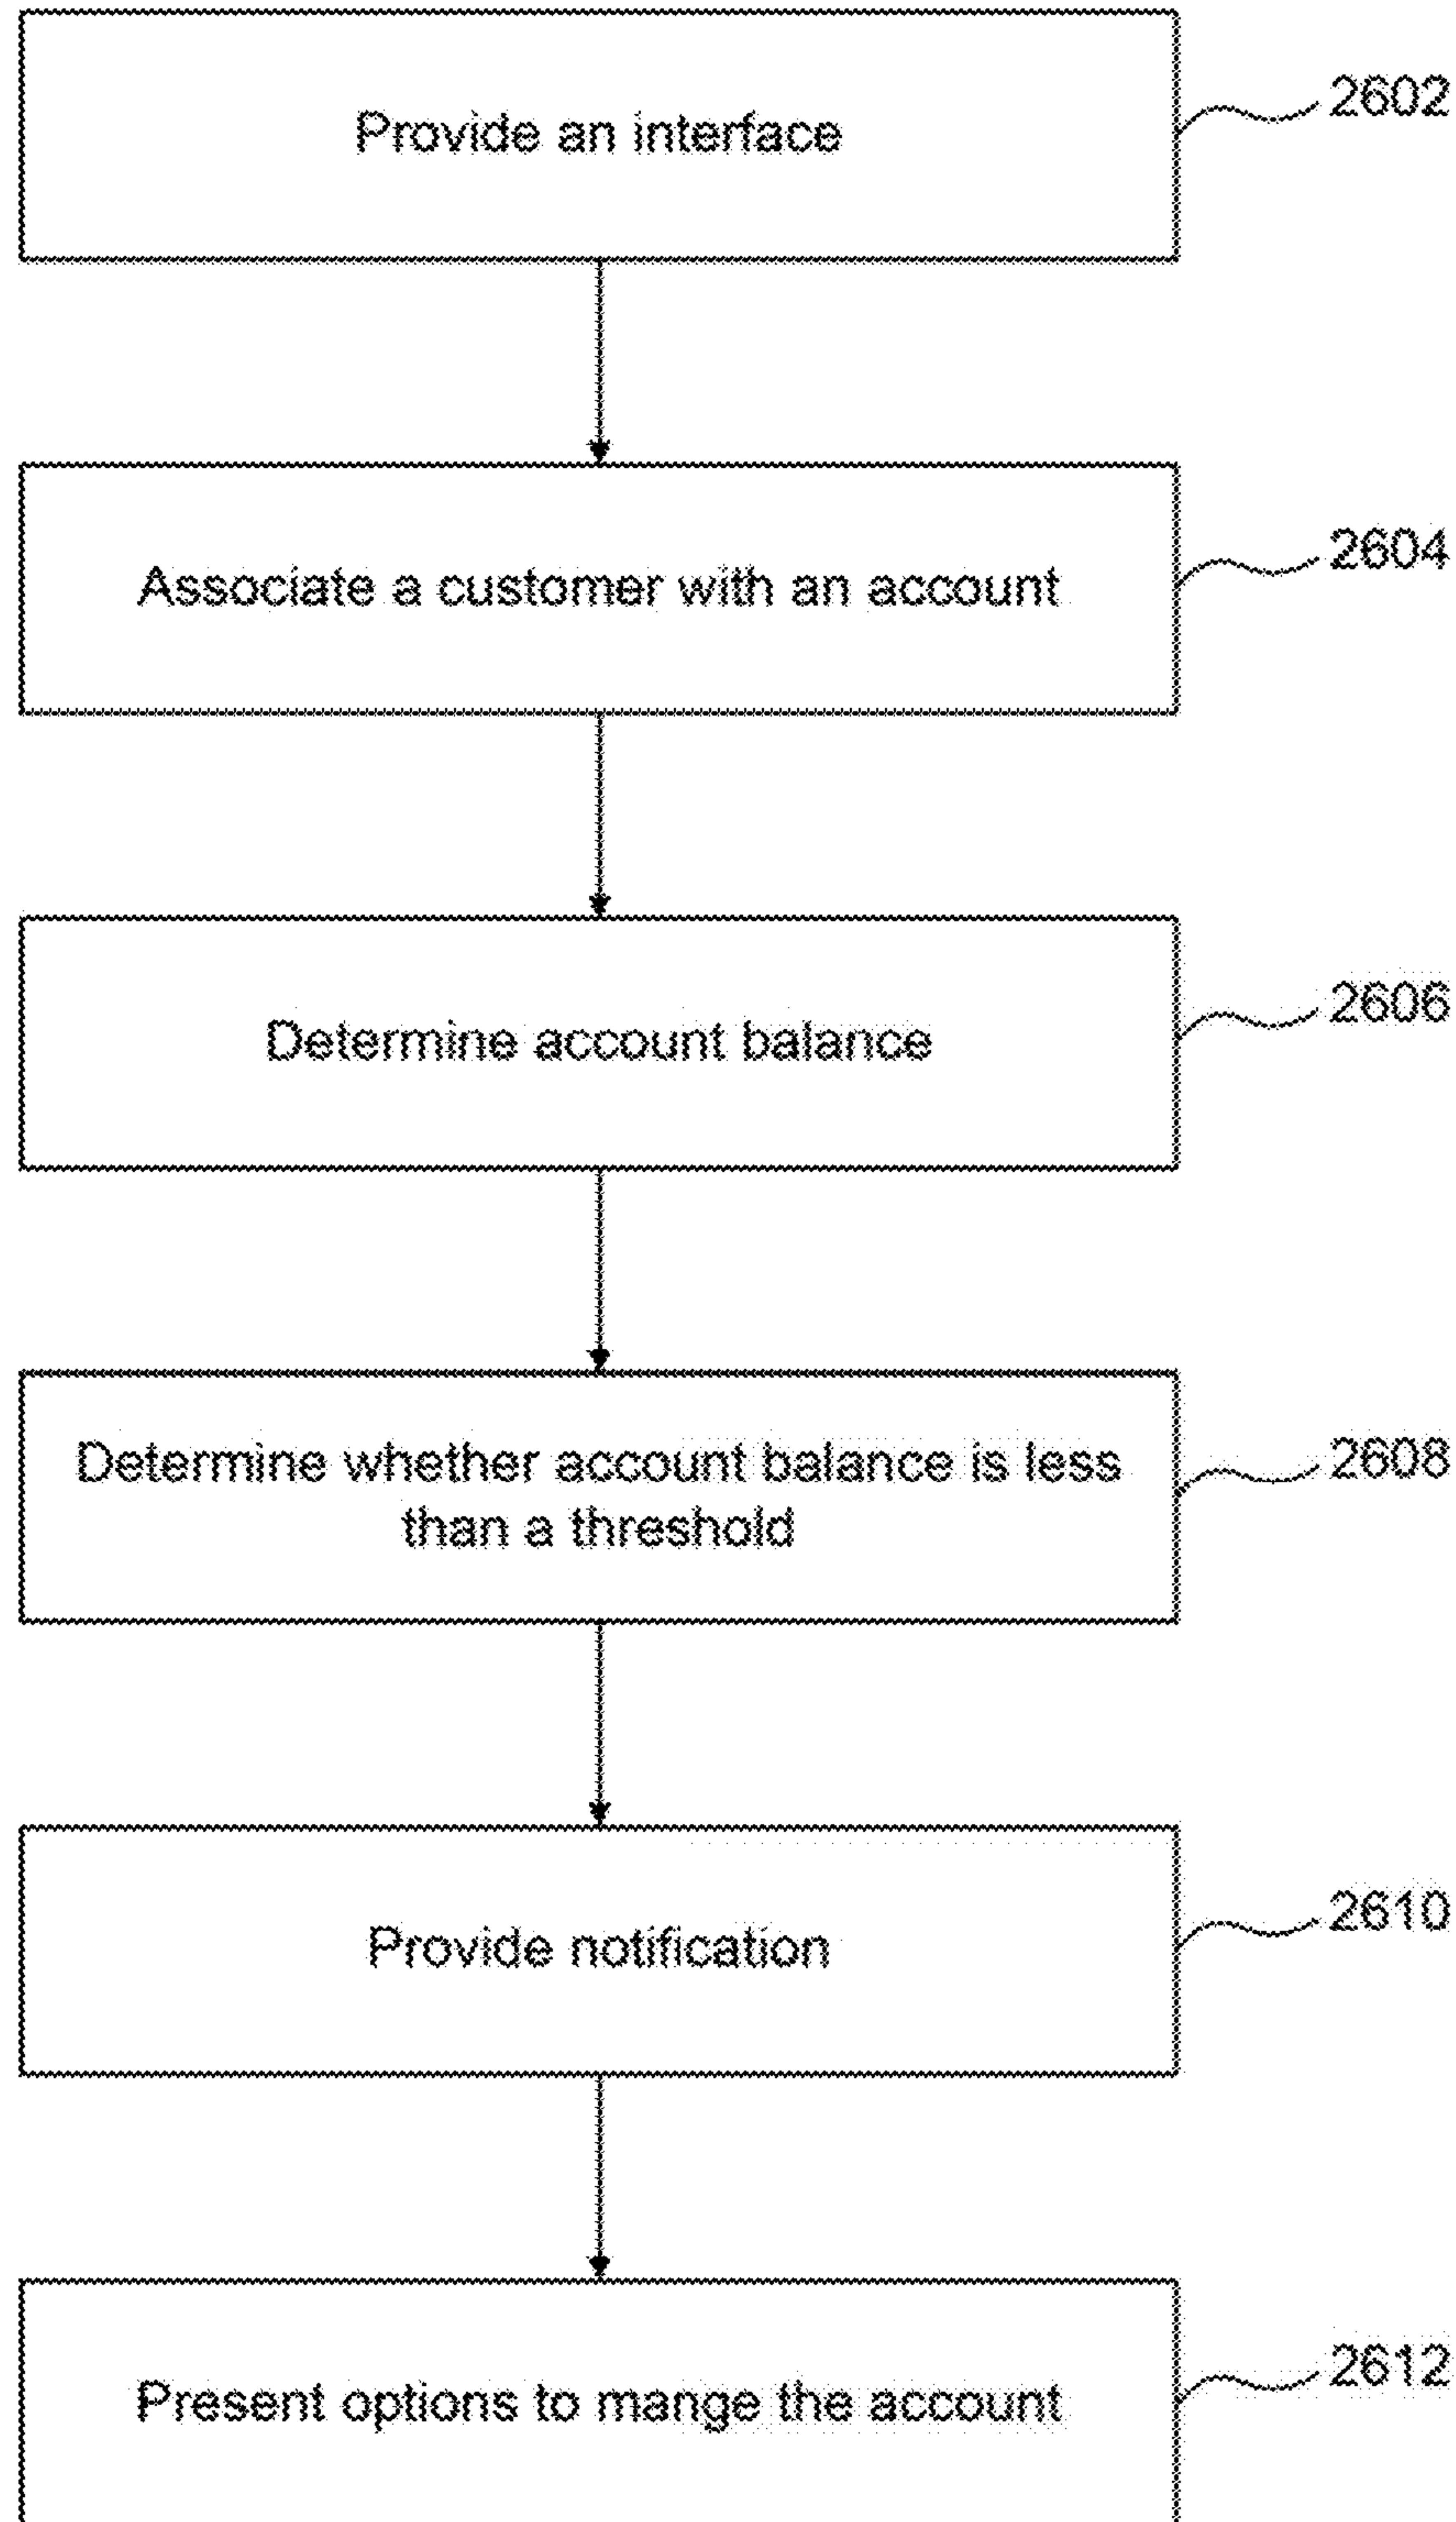 Provide an interface
2602
Associate a customer with an account
2604
Determine account balance
2606
Determine whether account balance is less
than a threshold
2608
Provide notification
2610
Present options to mange the account
2612